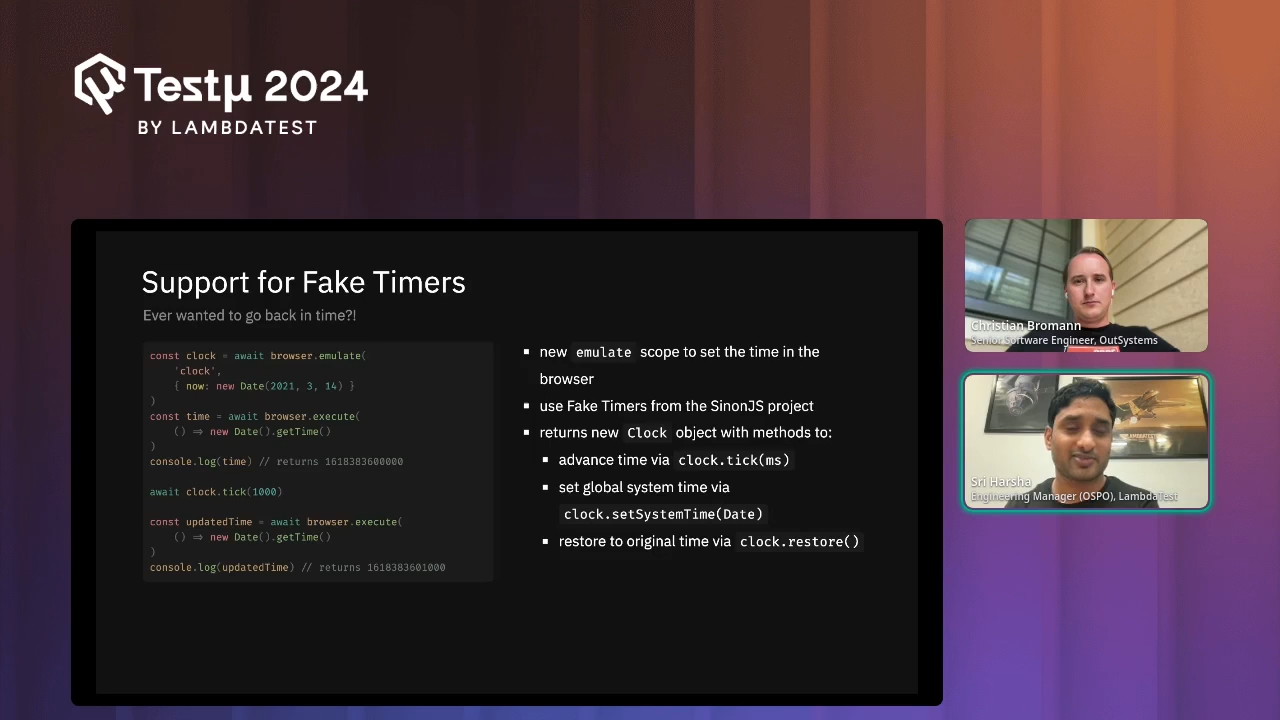 Testμ 2024
BY LAMBDATEST
Support for Fake Timers
Ever wanted to go back in time?!
const clock = await browser.emulate(
'clock',
{ now: new Date(2021, 3, 14) }
)
const time = await browser.execute(
() => new Date().getTime()
)
console.log(time) // returns 1618383600000
await clock.tick(1000)
const updatedTime = await browser.execute(
() => new Date().getTime()
)
console.log(updatedTime) // returns 1618383601000
▪ new emulate scope to set the time in the
browser
▪ use Fake Timers from the SinonJS project
▪ returns new Clock object with methods to:
▪ advance time via clock.tick(ms)
▪ set global system time via
clock.setSystemTime(Date)
▪ restore to original time via clock.restore()
Christian Bromann
Senior Software Engineer, OutSystems
LAMBDATEST
Sri Harsha
Engineering Manager (OSPO), LambdaTest